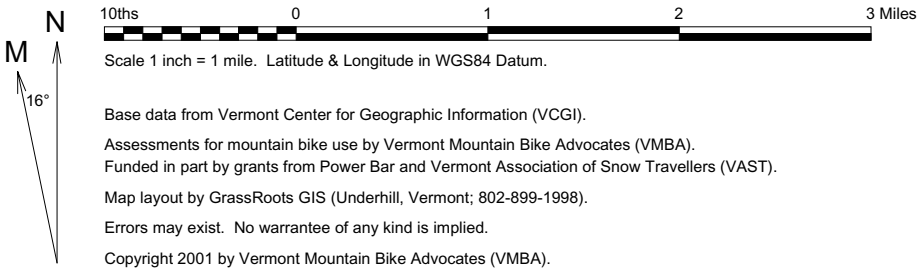 10ths 0 1 2 3 Miles
N
M
16°
Scale 1 inch = 1 mile. Latitude & Longitude in WGS84 Datum.
Base data from Vermont Center for Geographic Information (VCGI).
Assessments for mountain bike use by Vermont Mountain Bike Advocates (VMBA).
Funded in part by grants from Power Bar and Vermont Association of Snow Travellers (VAST).
Map layout by GrassRoots GIS (Underhill, Vermont; 802-899-1998).
Errors may exist. No warrantee of any kind is implied.
Copyright 2001 by Vermont Mountain Bike Advocates (VMBA).